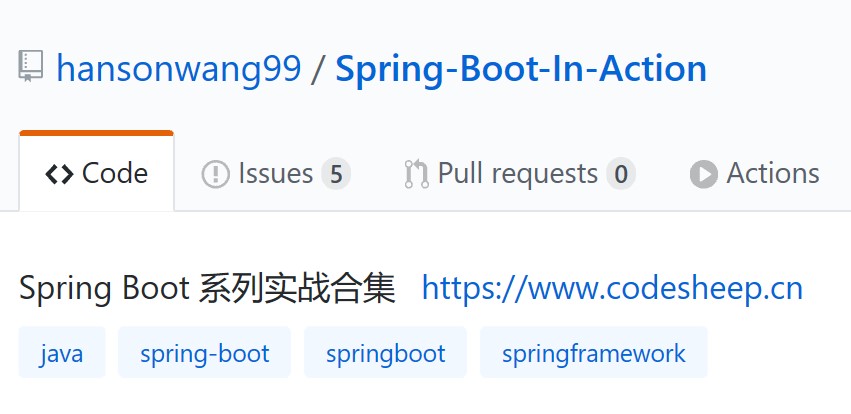 hansonwang99 / Spring-Boot-In-Action
Code Issues 5 Pull requests 0 Actions
Spring Boot 系列实战合集 https://www.codesheep.cn
java spring-boot springboot springframework